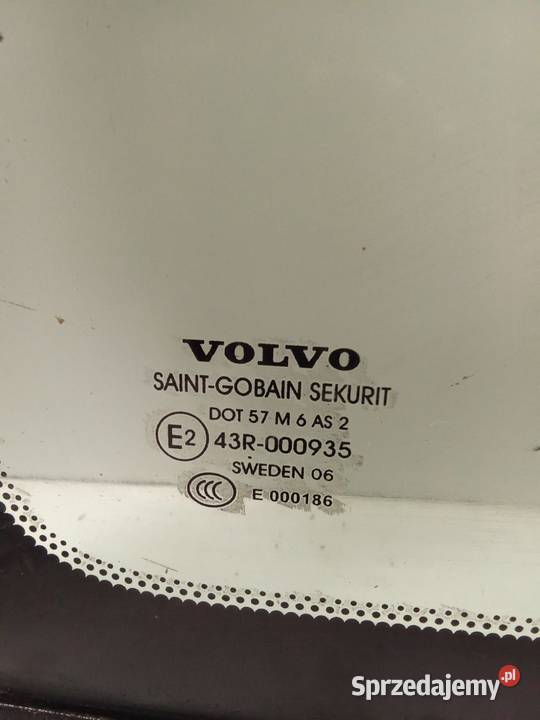 VOLVO
SAINT-GOBAIN SEKURIT
DOT 57 M 6 AS 2
E2 43R-000935
SWEDEN 06
CCC E 000186
Sprzedajemy.pl